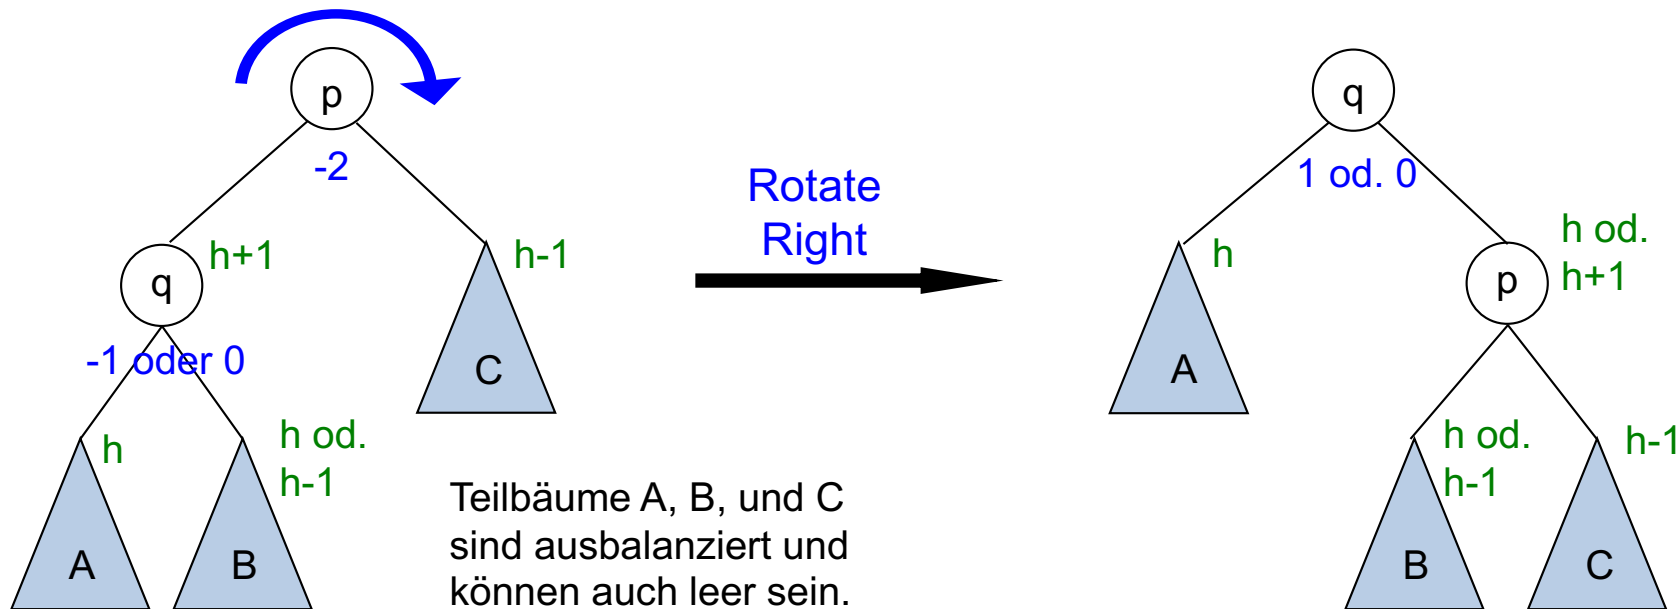 p
-2
q
h+1
h-1
-1 oder 0
C
h
h od.
h-1
A
B
Teilbäume A, B, und C
sind ausbalanziert und
können auch leer sein.
Rotate
Right
q
1 od. 0
h
h od.
h+1
p
A
h od.
h-1
h-1
B
C